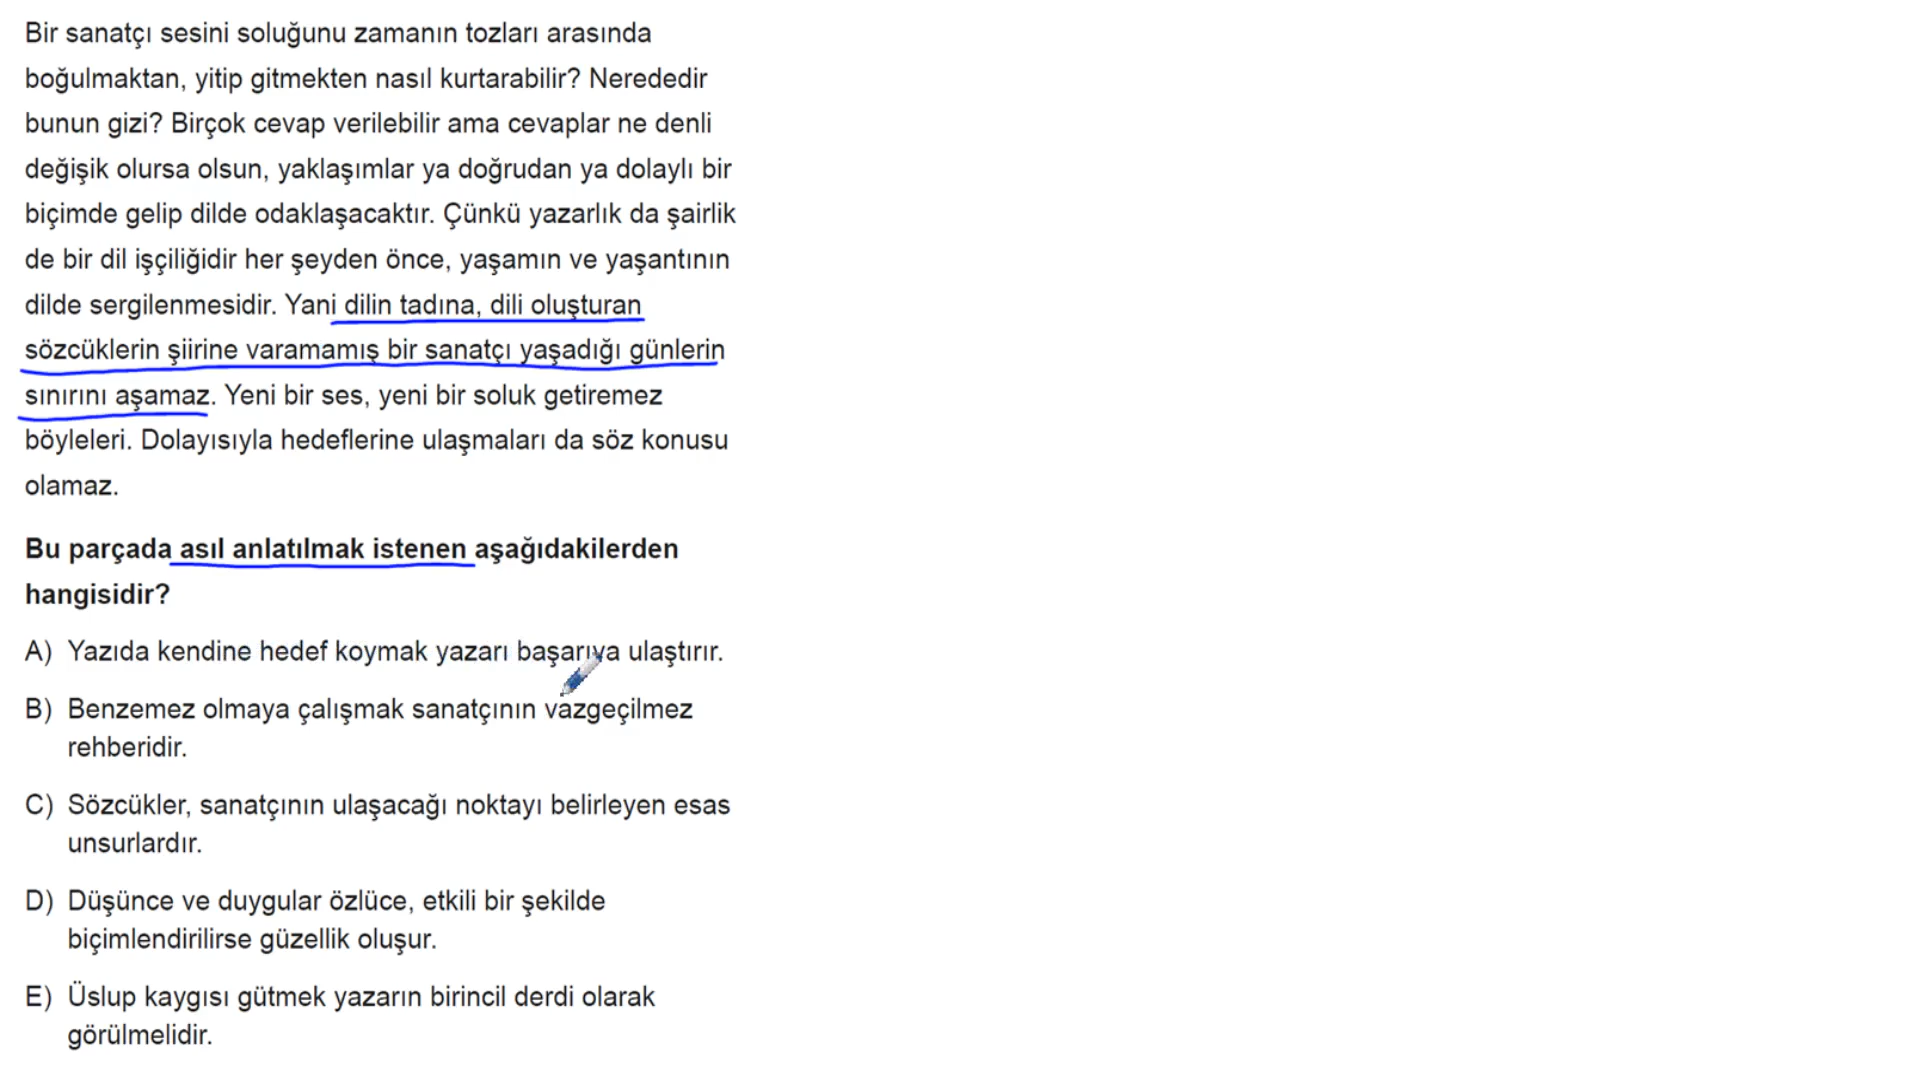 Bir sanatçı sesini soluğunu zamanın tozları arasında
boğulmaktan, yitip gitmekten nasıl kurtarabilir? Nerededir
bunun gizi? Birçok cevap verilebilir ama cevaplar ne denli
değişik olursa olsun, yaklaşımlar ya doğrudan ya dolaylı bir
biçimde gelip dilde odaklaşacaktır. Çünkü yazarlık da şairlik
de bir dil işçiliğidir her şeyden önce, yaşamın ve yaşantının
dilde sergilenmesidir. Yani dilin tadına, dili oluşturan
sözcüklerin şiirine varamamış bir sanatçı yaşadığı günlerin
sınırını aşamaz. Yeni bir ses, yeni bir soluk getiremez
böyleleri. Dolayısıyla hedeflerine ulaşmaları da söz konusu
olamaz.
Bu parçada asıl anlatılmak istenen aşağıdakilerden
hangisidir?
A) Yazıda kendine hedef koymak yazarı başarıya ulaştırır.
B) Benzemez olmaya çalışmak sanatçının vazgeçilmez
rehberidir.
C) Sözcükler, sanatçının ulaşacağı noktayı belirleyen esas
unsurlardır.
D) Düşünce ve duygular özlüce, etkili bir şekilde
biçimlendirilirse güzellik oluşur.
E) Üslup kaygısı gütmek yazarın birincil derdi olarak
görülmelidir.